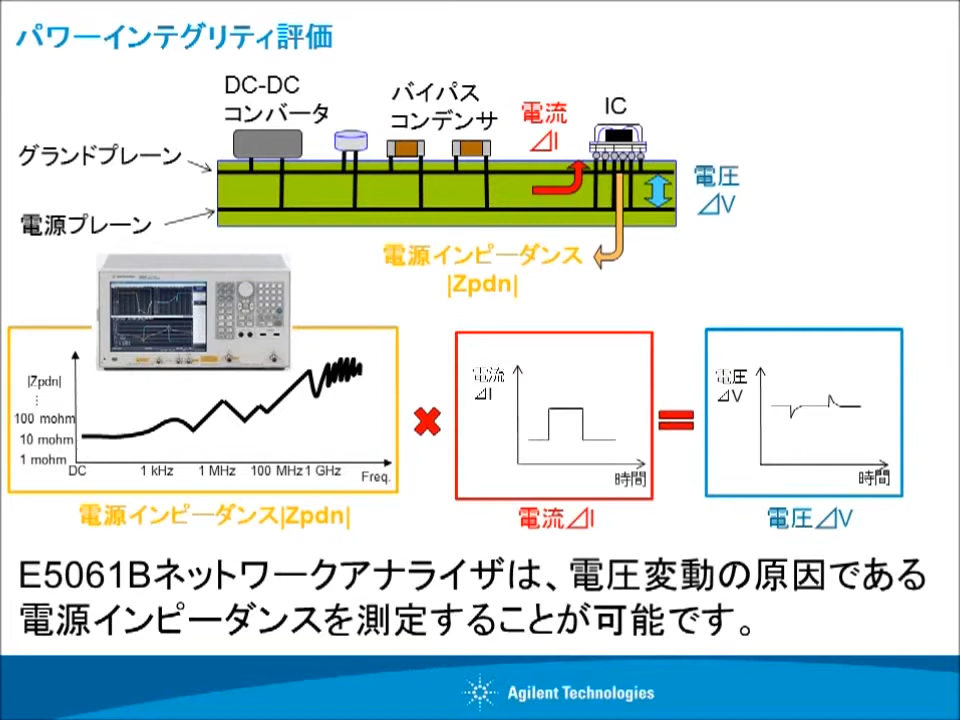 パワーインテグリティ評価
DC-DC
コンバータ
バイパス
コンデンサ
電流
⊿I
IC
グランドプレーン
電源プレーン
電圧
⊿V
電源インピーダンス
|Zpdn|
|Zpdn|
⋮
100 mohm
10 mohm
1 mohm
DC
1 kHz
1 MHz
100 MHz
1 GHz
Freq.
電流
⊿I
時間
電圧
⊿V
時間
電源インピーダンス|Zpdn|
電流⊿I
電圧⊿V
E5061Bネットワークアナライザは、電圧変動の原因である
電源インピーダンスを測定することが可能です。
Agilent Technologies